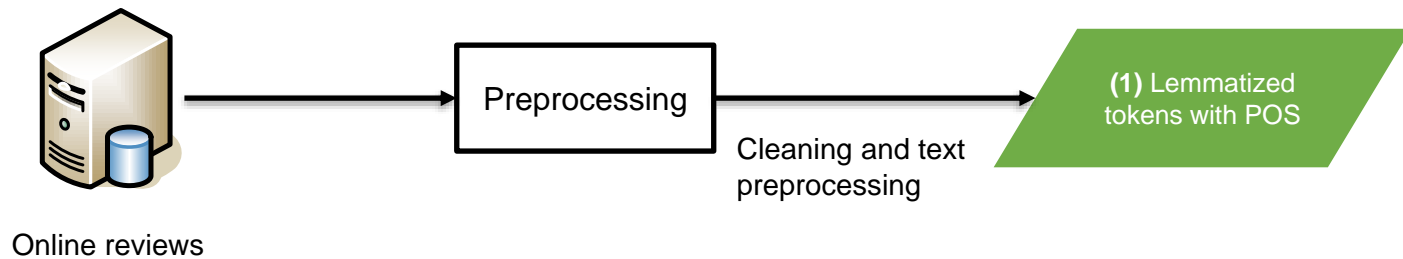 Preprocessing
(1) Lemmatized
tokens with POS
Cleaning and text
preprocessing
Online reviews